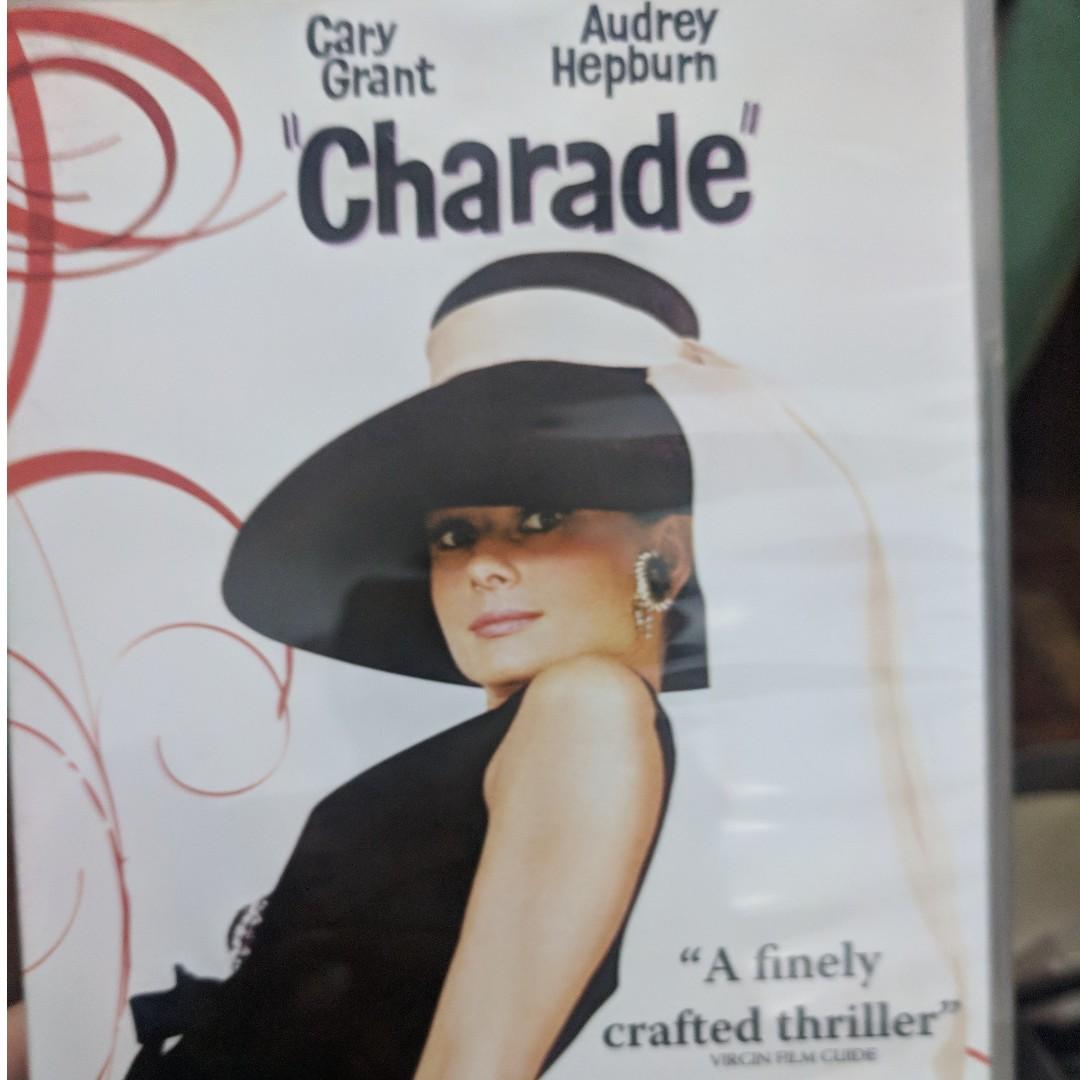 Cary Audrey
Grant Hepburn
"Charade"
“A finely
crafted thriller”
VIRGIN FILM GUIDE